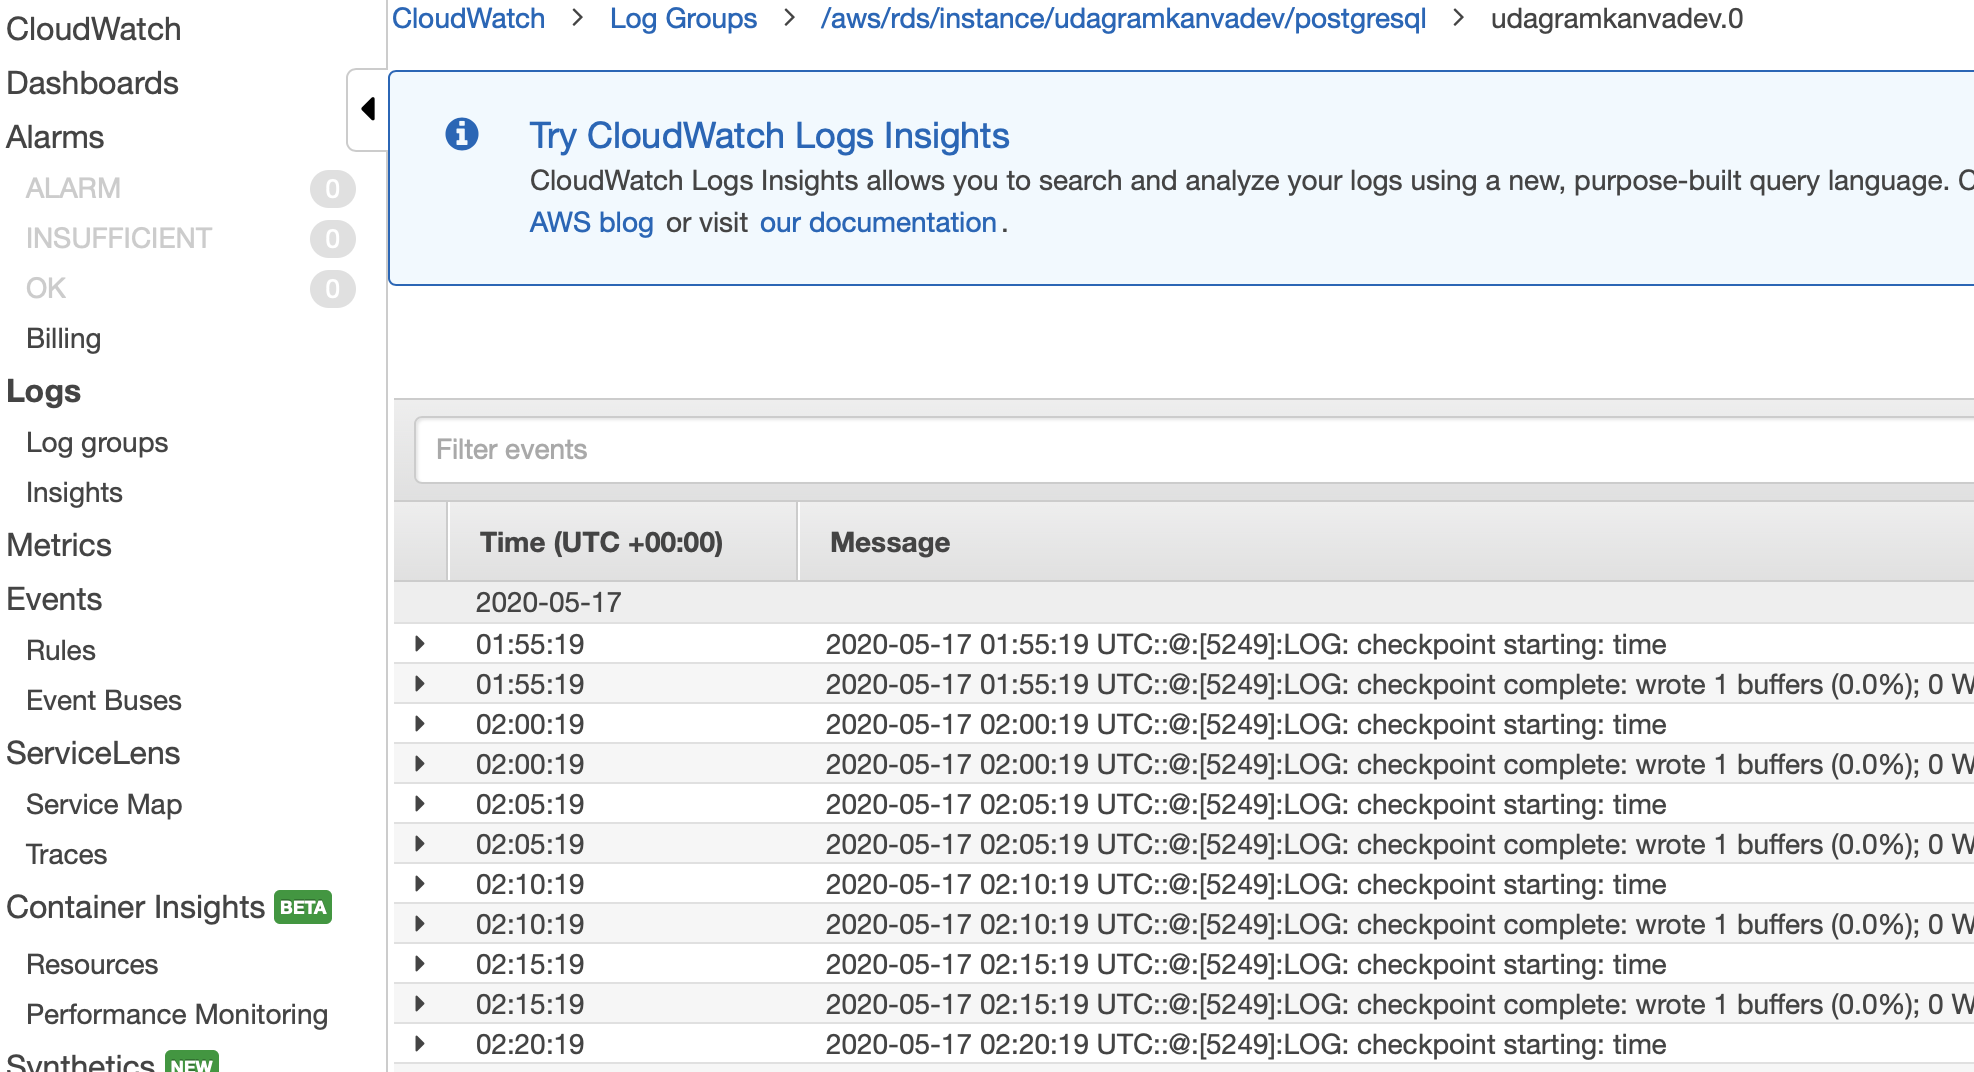 CloudWatch
Dashboards
Alarms
ALARM 0
INSUFFICIENT 0
OK 0
Billing
Logs
Log groups
Insights
Metrics
Events
Rules
Event Buses
ServiceLens
Service Map
Traces
Container Insights BETA
Resources
Performance Monitoring
Synthetics NEW
CloudWatch > Log Groups > /aws/rds/instance/udagramkanvadev/postgresql > udagramkanvadev.0
Try CloudWatch Logs Insights
CloudWatch Logs Insights allows you to search and analyze your logs using a new, purpose-built query language.
AWS blog or visit our documentation.
Filter events
Time (UTC +00:00) Message
2020-05-17
01:55:19 2020-05-17 01:55:19 UTC::@:[5249]:LOG: checkpoint starting: time
01:55:19 2020-05-17 01:55:19 UTC::@:[5249]:LOG: checkpoint complete: wrote 1 buffers (0.0%); 0 W
02:00:19 2020-05-17 02:00:19 UTC::@:[5249]:LOG: checkpoint starting: time
02:00:19 2020-05-17 02:00:19 UTC::@:[5249]:LOG: checkpoint complete: wrote 1 buffers (0.0%); 0 W
02:05:19 2020-05-17 02:05:19 UTC::@:[5249]:LOG: checkpoint starting: time
02:05:19 2020-05-17 02:05:19 UTC::@:[5249]:LOG: checkpoint complete: wrote 1 buffers (0.0%); 0 W
02:10:19 2020-05-17 02:10:19 UTC::@:[5249]:LOG: checkpoint starting: time
02:10:19 2020-05-17 02:10:19 UTC::@:[5249]:LOG: checkpoint complete: wrote 1 buffers (0.0%); 0 W
02:15:19 2020-05-17 02:15:19 UTC::@:[5249]:LOG: checkpoint starting: time
02:15:19 2020-05-17 02:15:19 UTC::@:[5249]:LOG: checkpoint complete: wrote 1 buffers (0.0%); 0 W
02:20:19 2020-05-17 02:20:19 UTC::@:[5249]:LOG: checkpoint starting: time